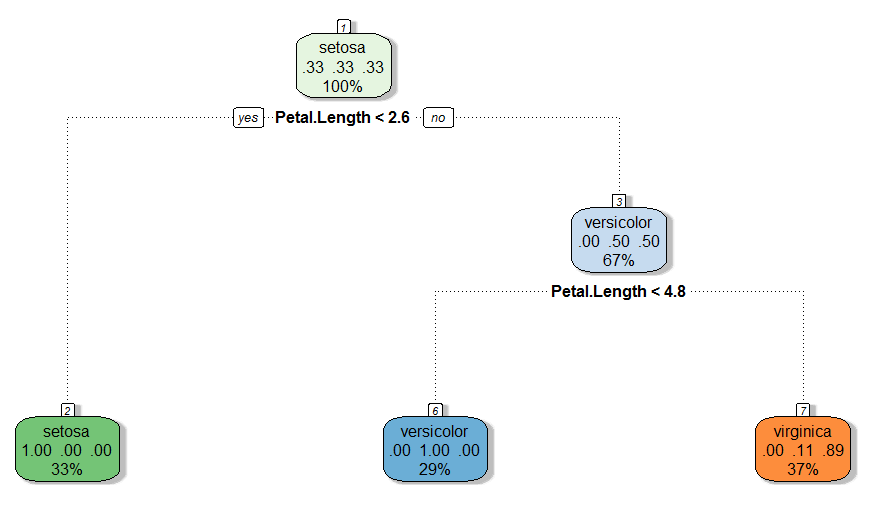 1
setosa
.33 .33 .33
100%
yes Petal.Length < 2.6 no
3
versicolor
.00 .50 .50
67%
Petal.Length < 4.8
2
setosa
1.00 .00 .00
33%
6
versicolor
.00 1.00 .00
29%
7
virginica
.00 .11 .89
37%